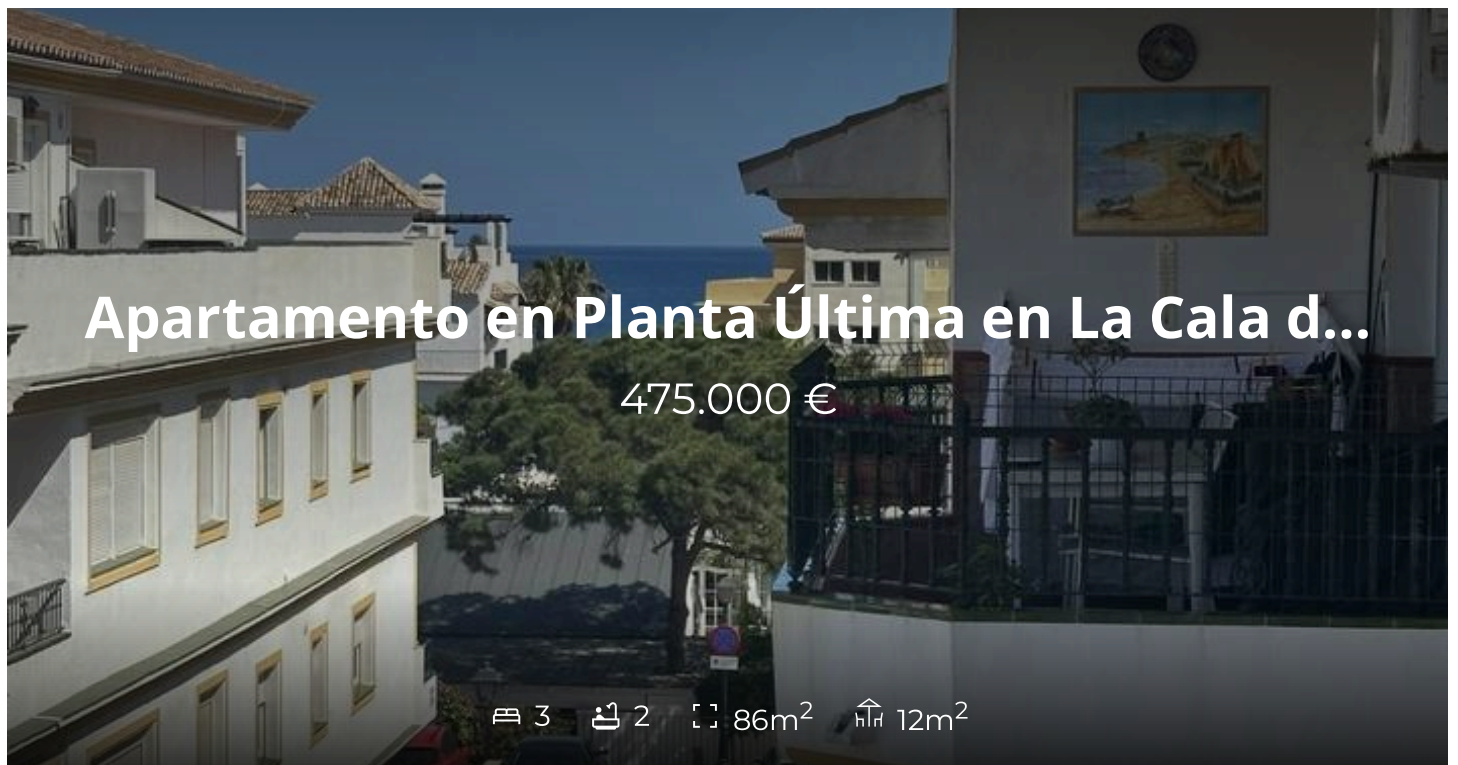 Apartamento en Planta Última en La Cala d...
475.000 €
3 2 86m² 12m²